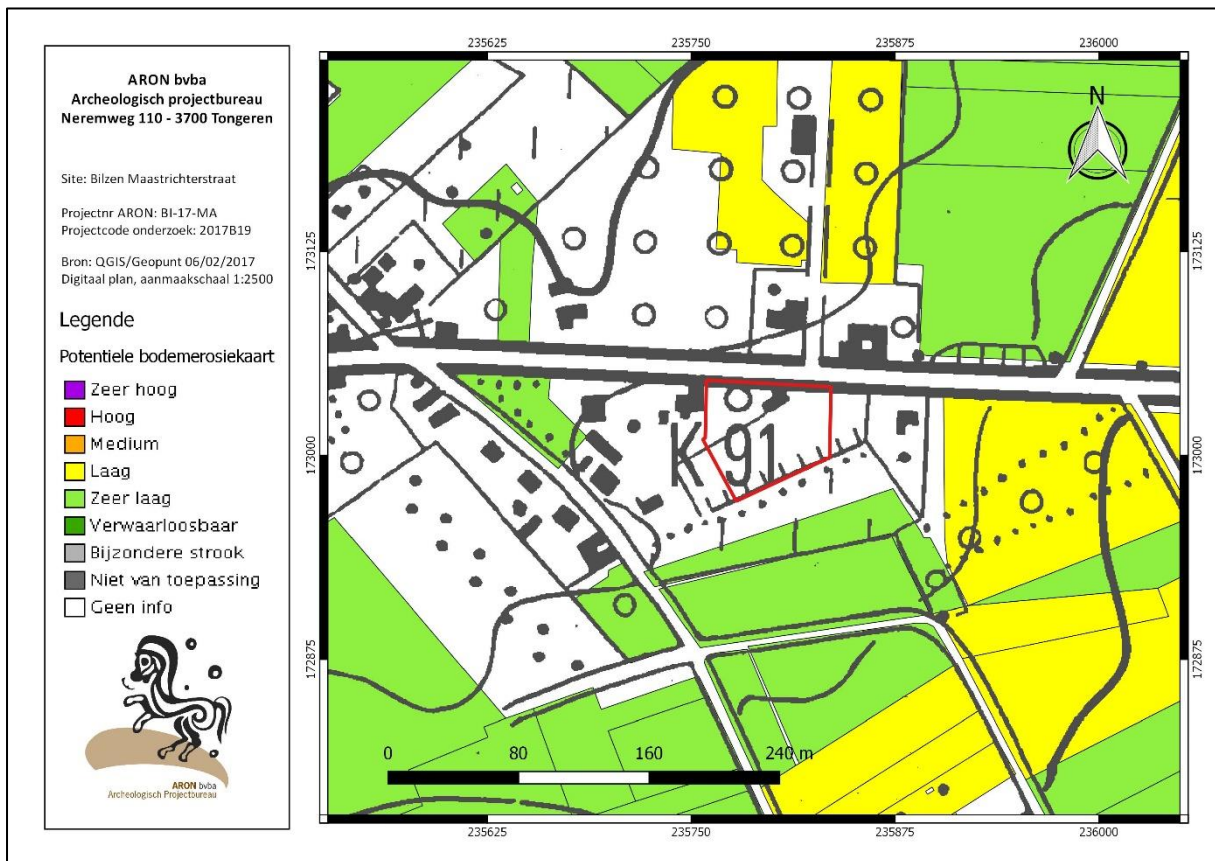 ARON bvba
Archeologisch projectbureau
Neremweg 110 - 3700 Tongeren
Site: Bilzen Maastrichterstraat
Projectnr ARON: BI-17-MA
Projectcode onderzoek: 2017B19
Bron: QGIS/Geopunt 06/02/2017
Digitaal plan, aanmaakschaal 1:2500
Legende
Potentiele bodemerosiekaart
Zeer hoog
Hoog
Medium
Laag
Zeer laag
Verwaarloosbaar
Bijzondere strook
Niet van toepassing
Geen info
ARON bvba
Archeologisch Projectbureau
235625 235750 235875 236000
N
173125 173125
173000 173000
K 91
172875 172875
0 80 160 240 m
235625 235750 235875 236000